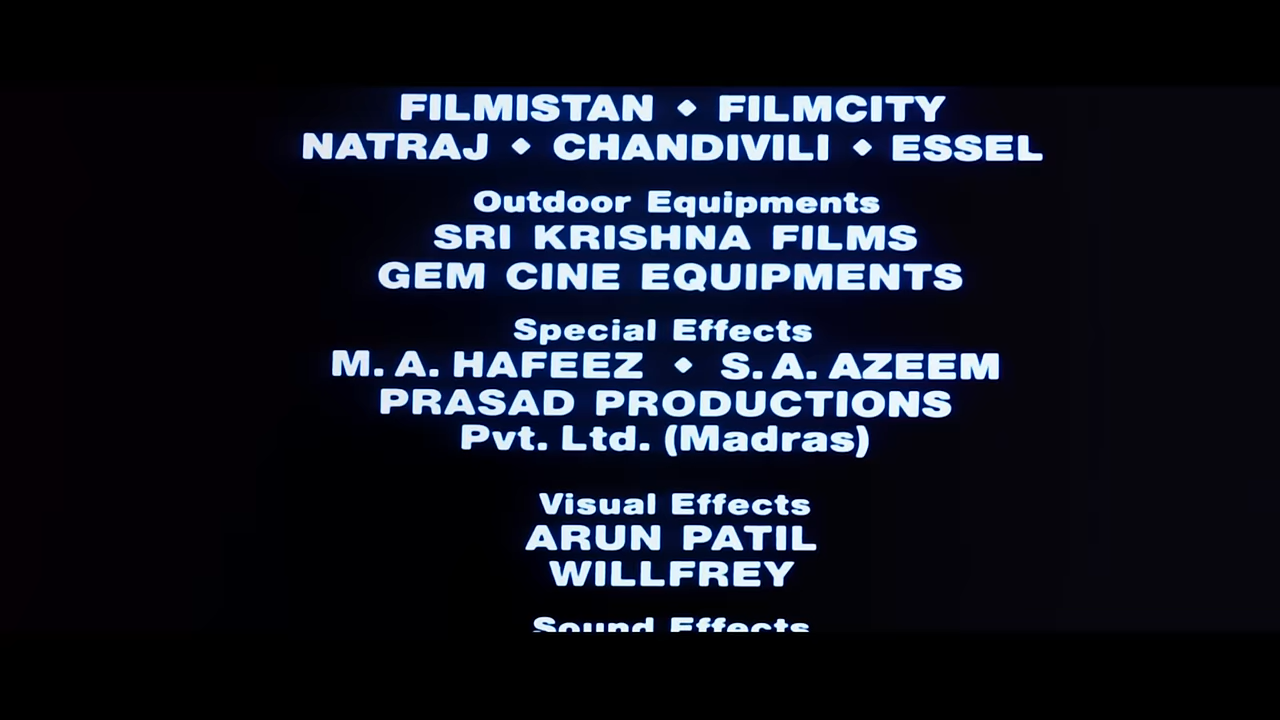 FILMISTAN ◆ FILMCITY
NATRAJ ◆ CHANDIVILI ◆ ESSEL
Outdoor Equipments
SRI KRISHNA FILMS
GEM CINE EQUIPMENTS
Special Effects
M. A. HAFEEZ ◆ S. A. AZEEM
PRASAD PRODUCTIONS
Pvt. Ltd. (Madras)
Visual Effects
ARUN PATIL
WILLFREY
Sound Effects